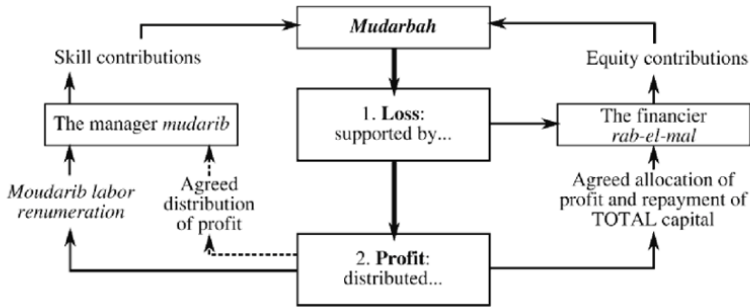 Mudarbah
Skill contributions
Equity contributions
1. Loss:
supported by...
The manager mudarib
The financier
rab-el-mal
Moudarib labor
renumeration
Agreed
distribution
of profit
Agreed allocation of
profit and repayment of
TOTAL capital
2. Profit:
distributed...